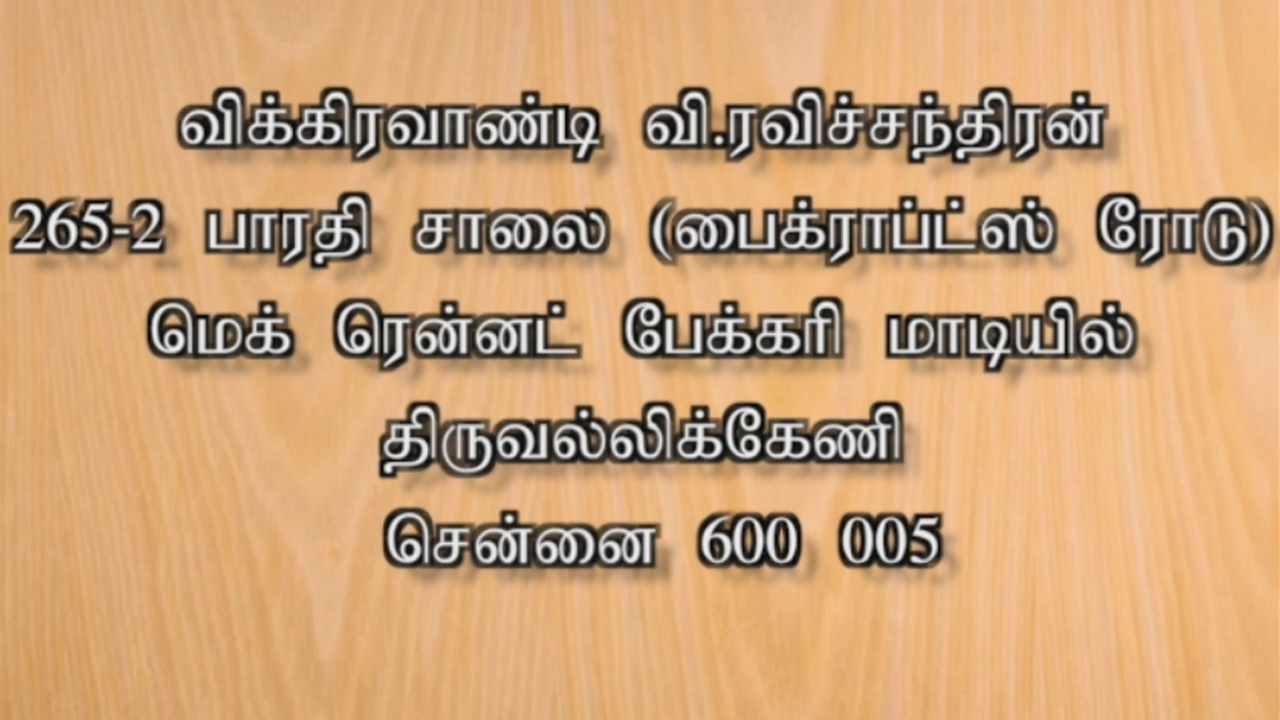 விக்கிரவாண்டி வி.ரவிச்சந்திரன்
265-2 பாரதி சாலை (பைக்ராப்ட்ஸ் ரோடு)
மெக் ரென்னட் பேக்கரி மாடியில்
திருவல்லிக்கேணி
சென்னை 600 005